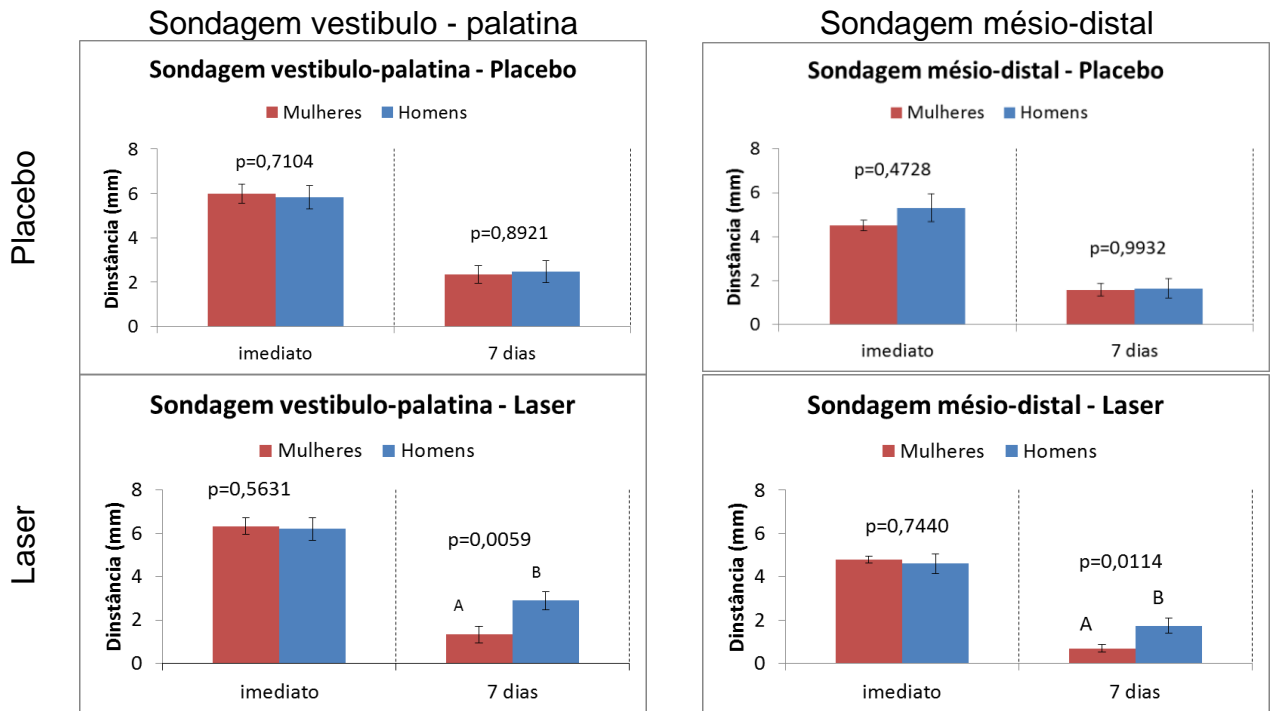 Sondagem vestibulo - palatina
Sondagem mésio-distal
Placebo
Sondagem vestibulo-palatina - Placebo
Mulheres Homens
Dinstância (mm)
8
6
4
2
0
p=0,7104
p=0,8921
imediato 7 dias
Sondagem mésio-distal - Placebo
Mulheres Homens
Dinstância (mm)
8
6
4
2
0
p=0,4728
p=0,9932
imediato 7 dias
Laser
Sondagem vestibulo-palatina - Laser
Mulheres Homens
Dinstância (mm)
8
6
4
2
0
p=0,5631
p=0,0059
B
A
imediato 7 dias
Sondagem mésio-distal - Laser
Mulheres Homens
Dinstância (mm)
8
6
4
2
0
p=0,7440
p=0,0114
B
A
imediato 7 dias